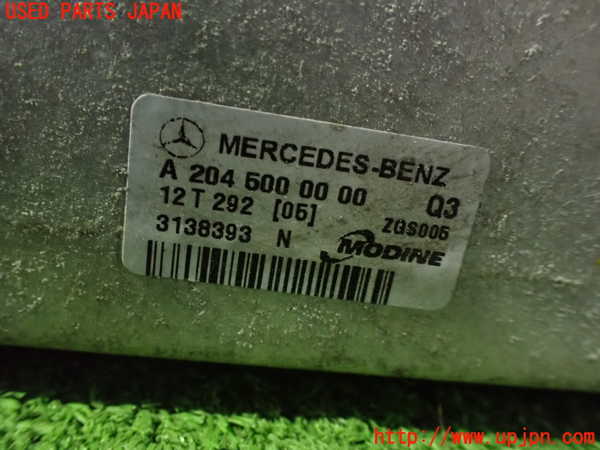 USED PARTS JAPAN
MERCEDES-BENZ
A 204 500 00 00 Q3
12 T 292 [05] ZGS005
3138393 N MODINE
http://www.upjpn.com/